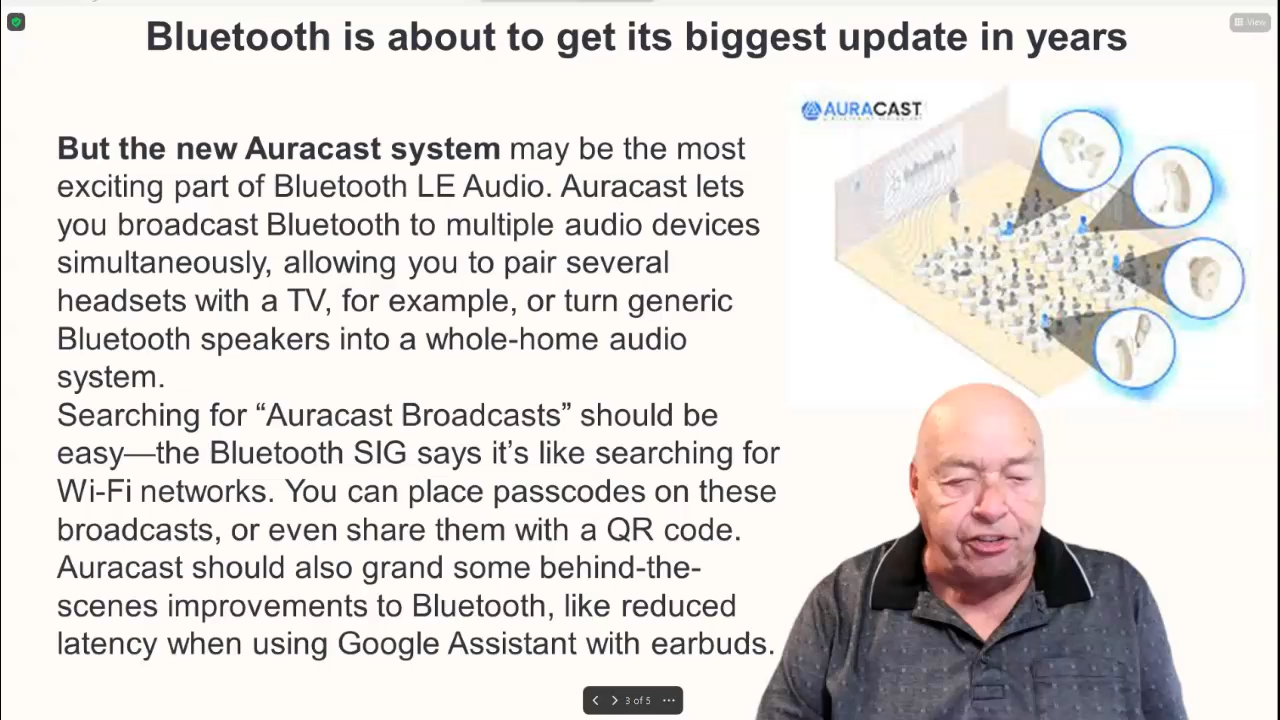 Bluetooth is about to get its biggest update in years
View
AURACAST
But the new Auracast system may be the most
exciting part of Bluetooth LE Audio. Auracast lets
you broadcast Bluetooth to multiple audio devices
simultaneously, allowing you to pair several
headsets with a TV, for example, or turn generic
Bluetooth speakers into a whole-home audio
system.
Searching for “Auracast Broadcasts” should be
easy—the Bluetooth SIG says it’s like searching for
Wi-Fi networks. You can place passcodes on these
broadcasts, or even share them with a QR code.
Auracast should also grand some behind-the-
scenes improvements to Bluetooth, like reduced
latency when using Google Assistant with earbuds.
3 of 5